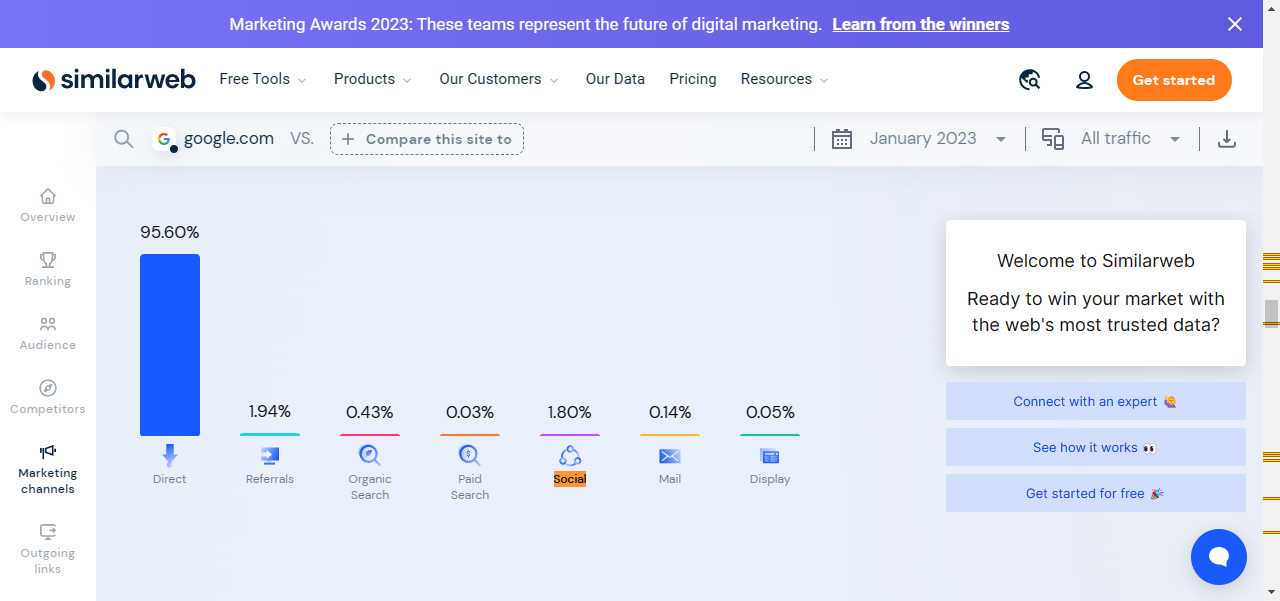 Marketing Awards 2023: These teams represent the future of digital marketing. Learn from the winners
similarweb Free Tools Products Our Customers Our Data Pricing Resources Get started
google.com VS. + Compare this site to January 2023 All traffic
Overview
Ranking
Audience
Competitors
Marketing
channels
Outgoing
links
95.60%
1.94%
0.43%
0.03%
1.80%
0.14%
0.05%
Direct
Referrals
Organic
Search
Paid
Search
Social
Mail
Display
Welcome to Similarweb
Ready to win your market with
the web's most trusted data?
Connect with an expert 🙋
See how it works 👀
Get started for free 🎉